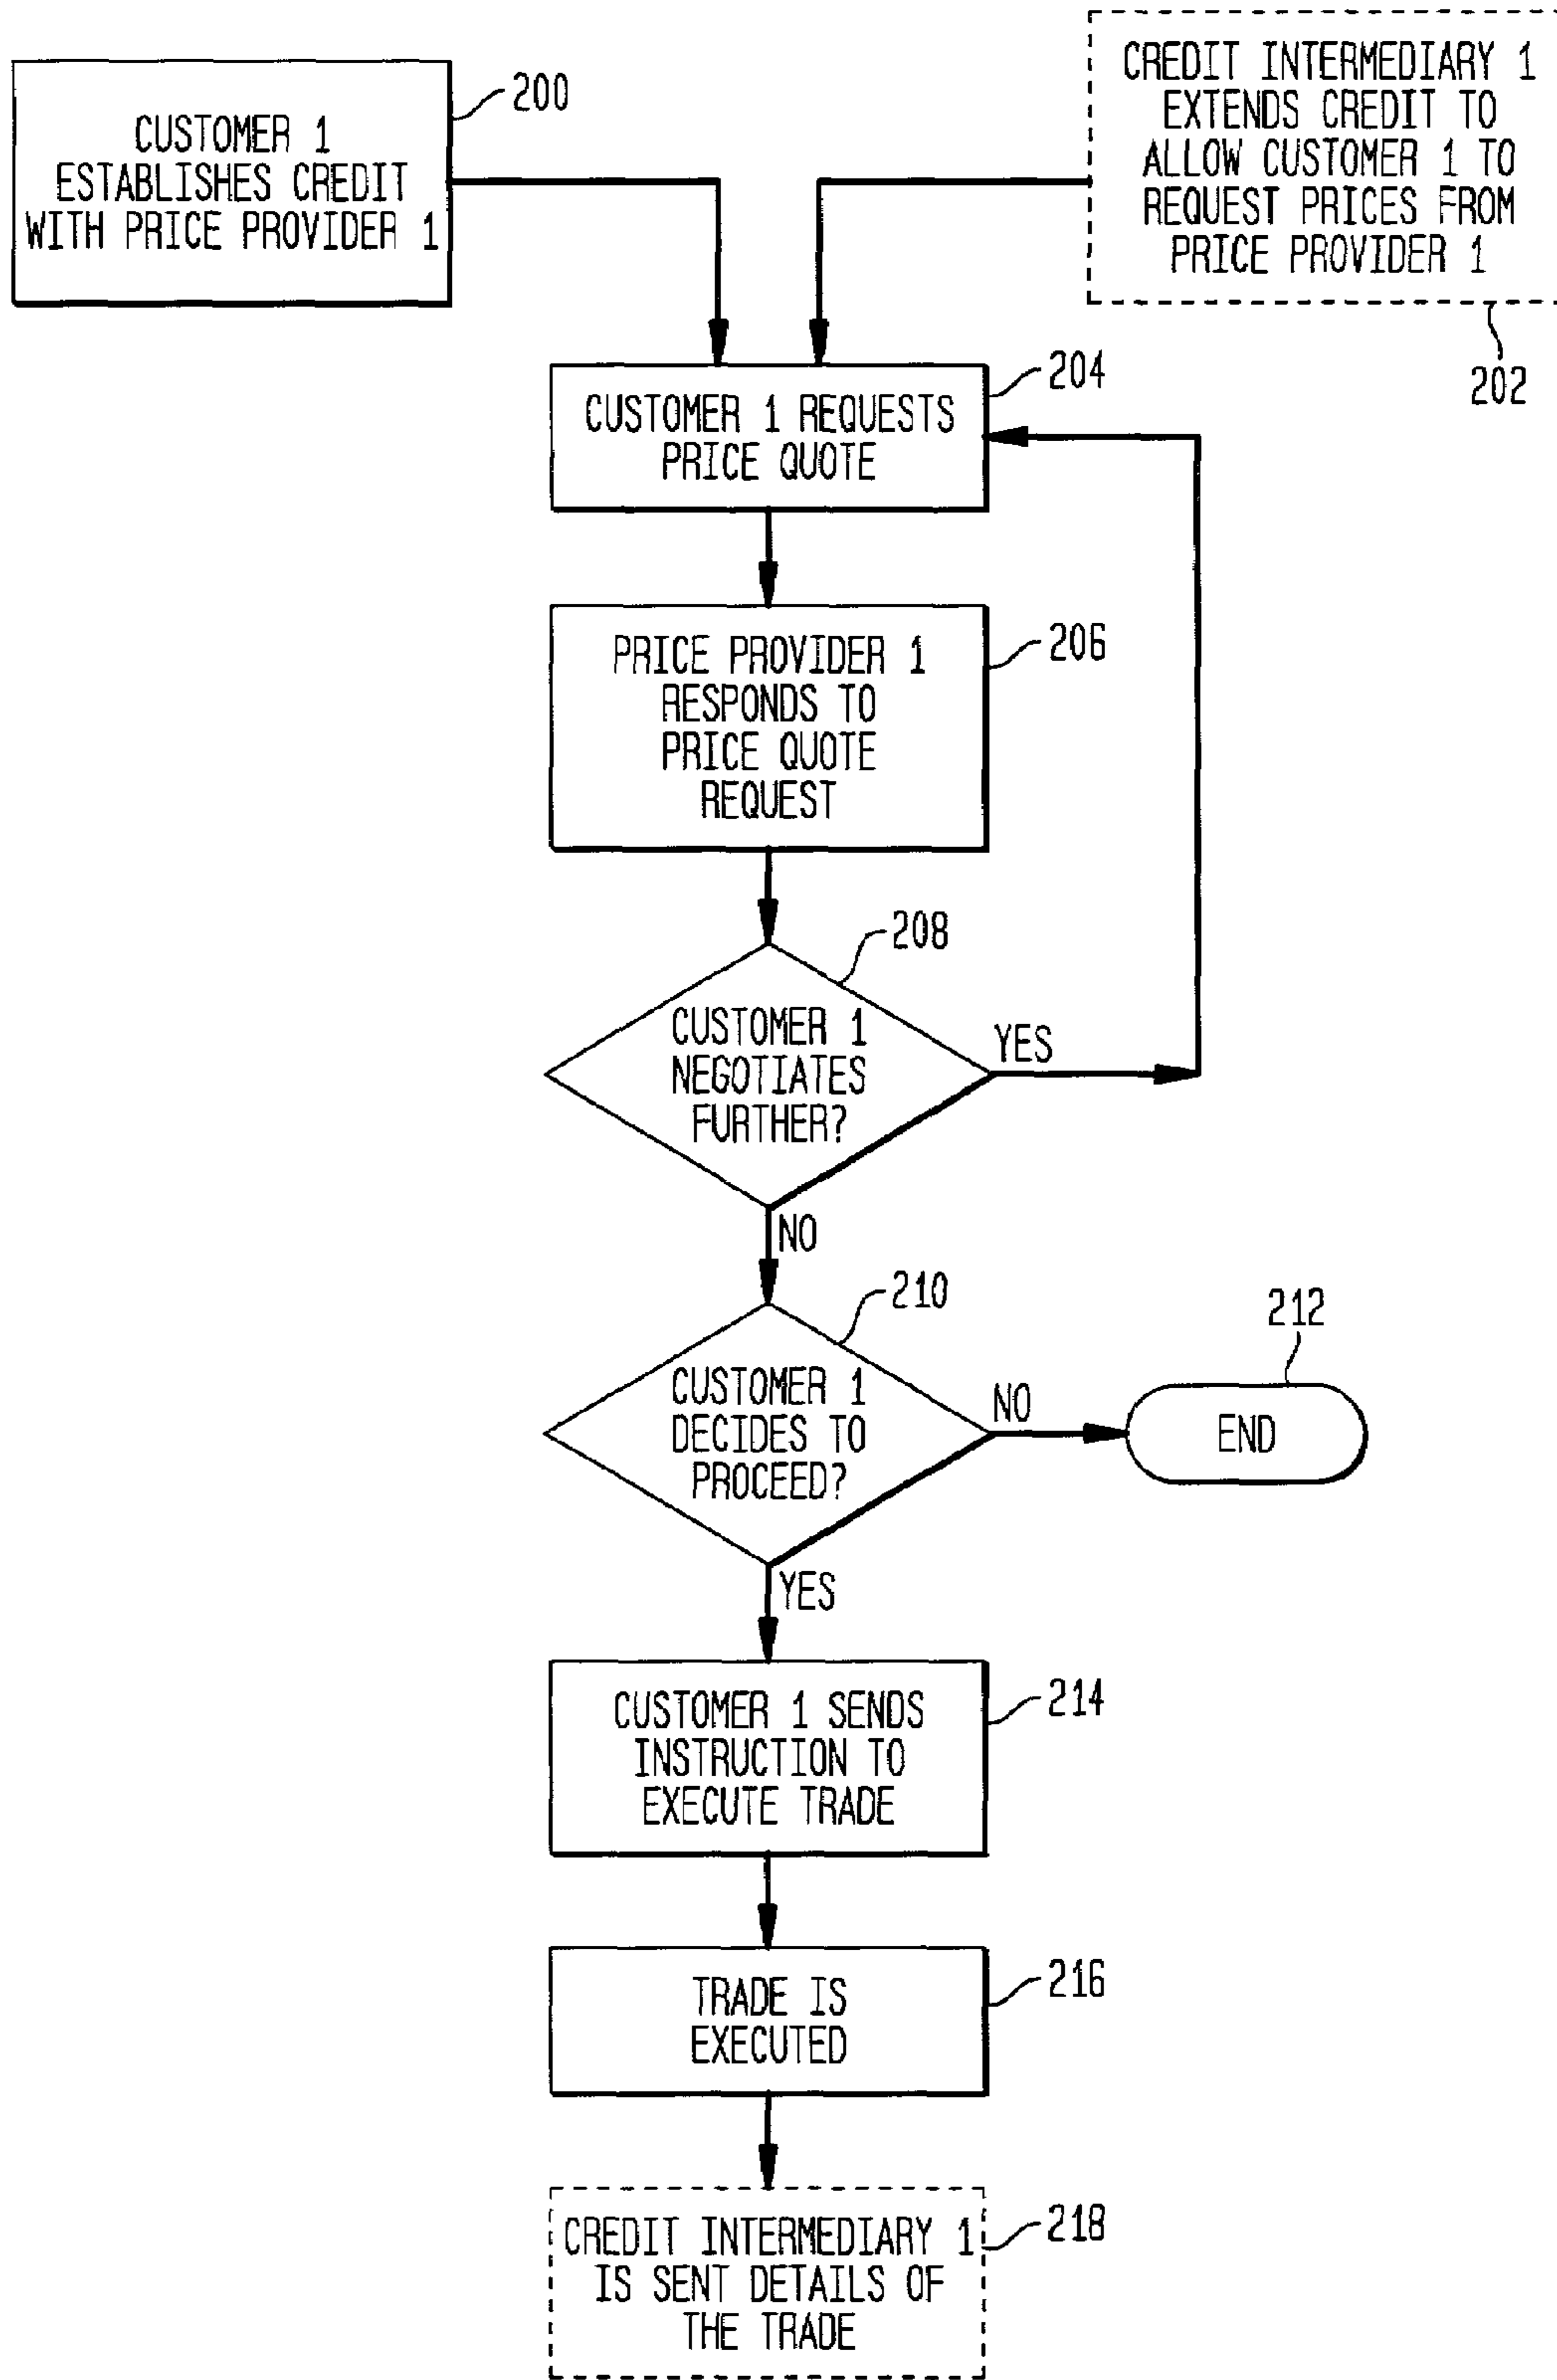 CUSTOMER 1
ESTABLISHES CREDIT
WITH PRICE PROVIDER 1
200
CREDIT INTERMEDIARY 1
EXTENDS CREDIT TO
ALLOW CUSTOMER 1 TO
REQUEST PRICES FROM
PRICE PROVIDER 1
202
CUSTOMER 1 REQUESTS
PRICE QUOTE
204
PRICE PROVIDER 1
RESPONDS TO
PRICE QUOTE
REQUEST
206
208
CUSTOMER 1
NEGOTIATES
FURTHER?
YES
NO
210
CUSTOMER 1
DECIDES TO
PROCEED?
NO
212
END
YES
CUSTOMER 1 SENDS
INSTRUCTION TO
EXECUTE TRADE
214
TRADE IS
EXECUTED
216
CREDIT INTERMEDIARY 1
IS SENT DETAILS OF
THE TRADE
218